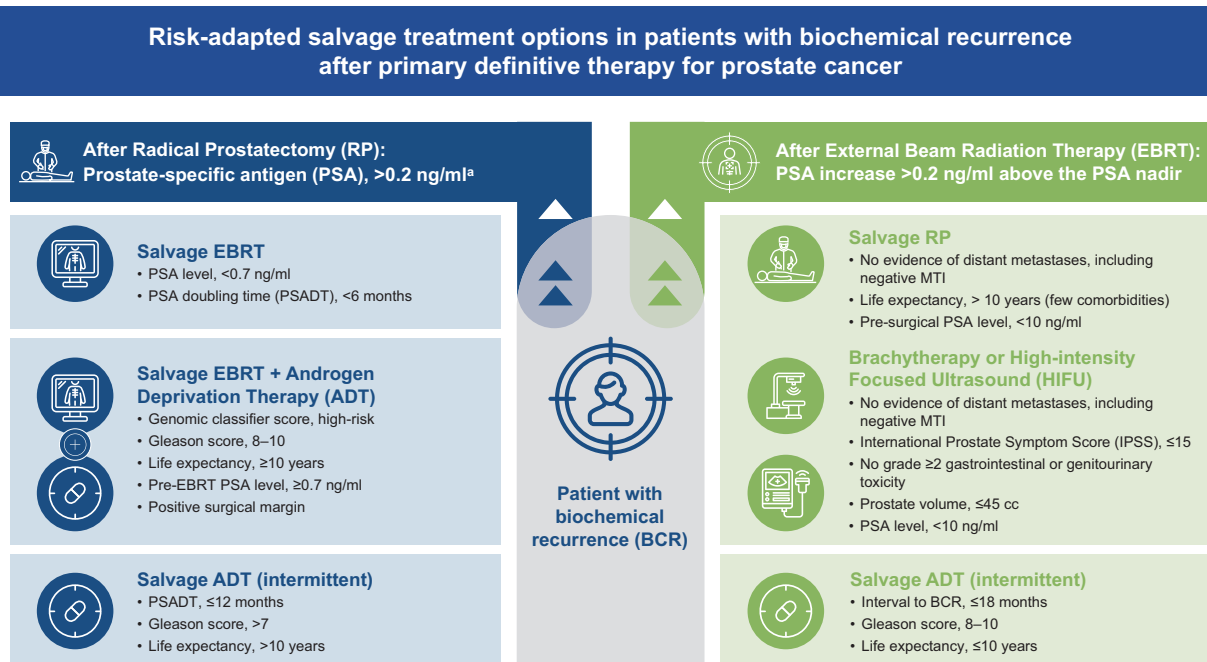 Risk-adapted salvage treatment options in patients with biochemical recurrence
after primary definitive therapy for prostate cancer
After Radical Prostatectomy (RP):
Prostate-specific antigen (PSA), >0.2 ng/mlᵃ
Salvage EBRT
• PSA level, <0.7 ng/ml
• PSA doubling time (PSADT), <6 months
Salvage EBRT + Androgen
Deprivation Therapy (ADT)
• Genomic classifier score, high-risk
• Gleason score, 8–10
• Life expectancy, ≥10 years
• Pre-EBRT PSA level, ≥0.7 ng/ml
• Positive surgical margin
Salvage ADT (intermittent)
• PSADT, ≤12 months
• Gleason score, >7
• Life expectancy, >10 years
Patient with
biochemical
recurrence (BCR)
After External Beam Radiation Therapy (EBRT):
PSA increase >0.2 ng/ml above the PSA nadir
Salvage RP
• No evidence of distant metastases, including
negative MTI
• Life expectancy, > 10 years (few comorbidities)
• Pre-surgical PSA level, <10 ng/ml
Brachytherapy or High-intensity
Focused Ultrasound (HIFU)
• No evidence of distant metastases, including
negative MTI
• International Prostate Symptom Score (IPSS), ≤15
• No grade ≥2 gastrointestinal or genitourinary
toxicity
• Prostate volume, ≤45 cc
• PSA level, <10 ng/ml
Salvage ADT (intermittent)
• Interval to BCR, ≤18 months
• Gleason score, 8–10
• Life expectancy, ≤10 years